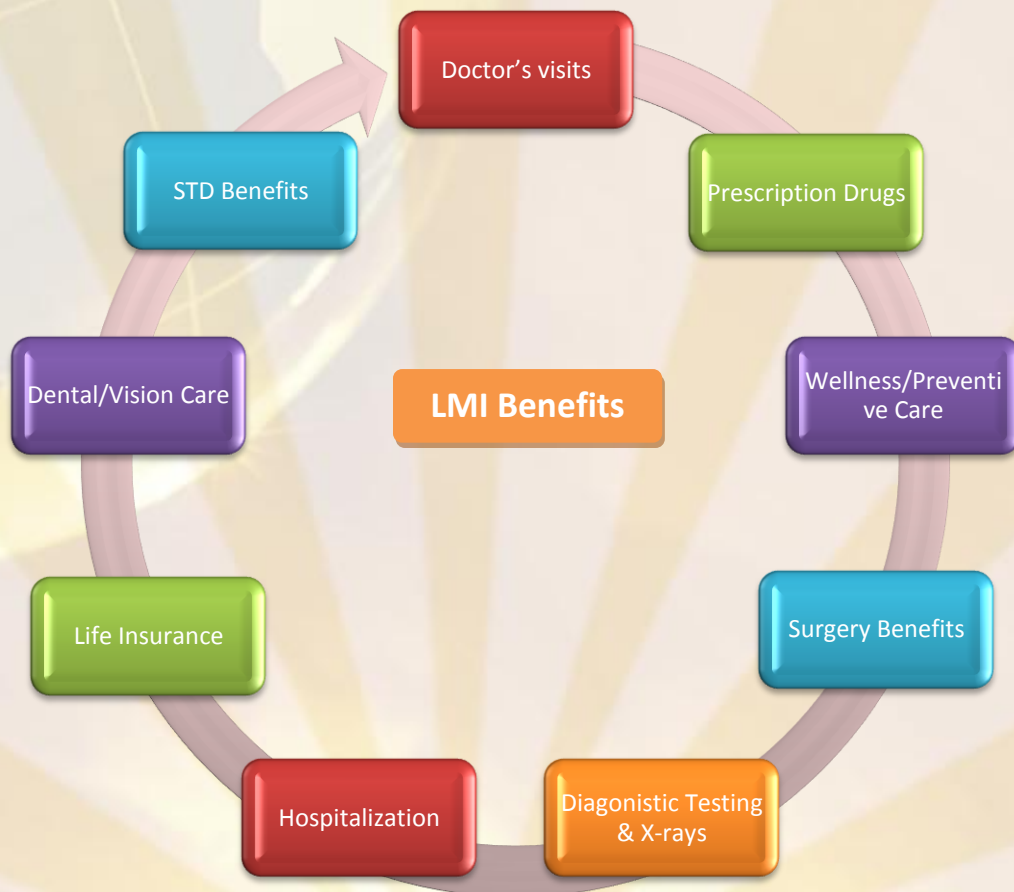 Doctor’s visits
Prescription Drugs
Wellness/Preventi
ve Care
Surgery Benefits
Diagonistic Testing
& X-rays
Hospitalization
Life Insurance
Dental/Vision Care
STD Benefits
LMI Benefits